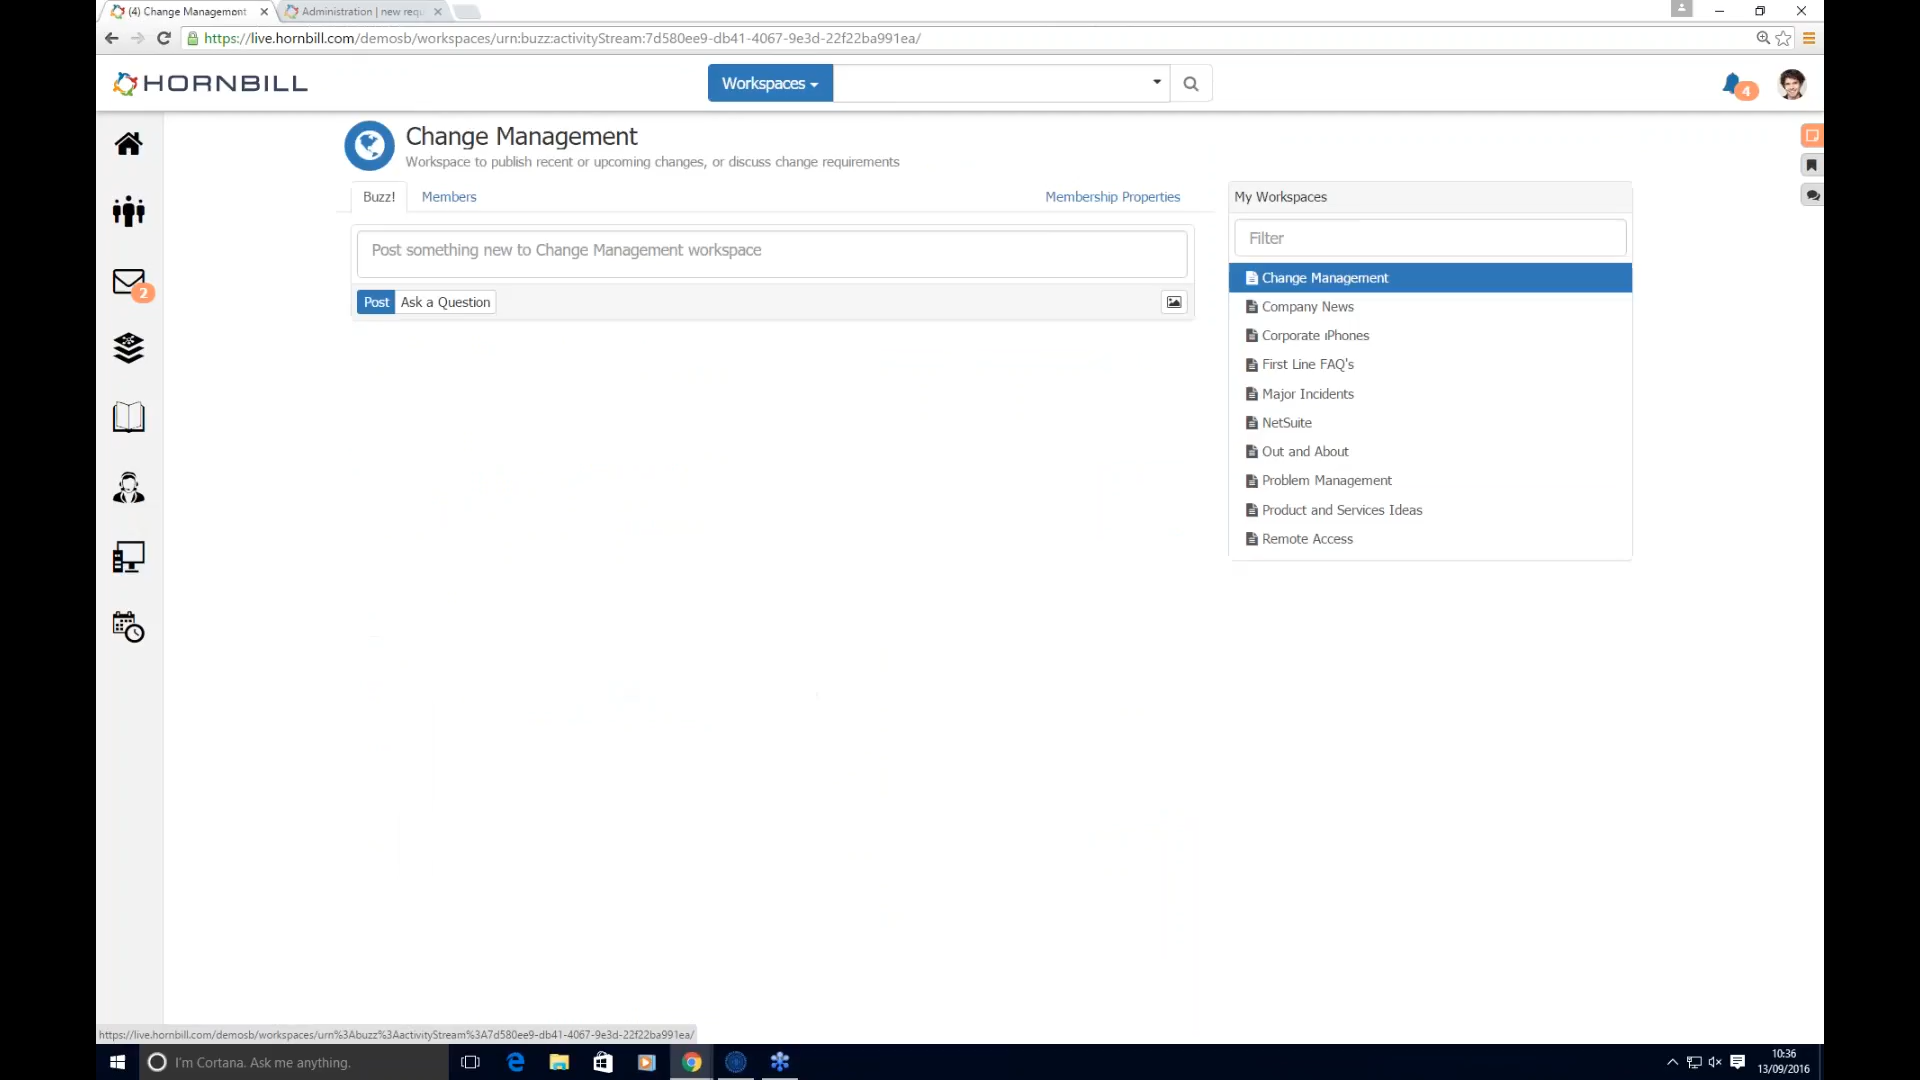 (4) Change Management
Administration | new requ
https://live.hornbill.com/demosb/workspaces/urn:buzz:activityStream:7d580ee9-db41-4067-9e3d-22f22ba991ea/
HORNBILL
Workspaces
4
Change Management
Workspace to publish recent or upcoming changes, or discuss change requirements
Buzz!
Members
Membership Properties
My Workspaces
Post something new to Change Management workspace
Filter
Post
Ask a Question
Change Management
Company News
Corporate iPhones
First Line FAQ's
Major Incidents
NetSuite
Out and About
Problem Management
Product and Services Ideas
Remote Access
2
https://live.hornbill.com/demosb/workspaces/urn%3Abuzz%3AactivityStream%3A7d580ee9-db41-4067-9e3d-22f22ba991ea/
I'm Cortana. Ask me anything.
10:36
13/09/2016